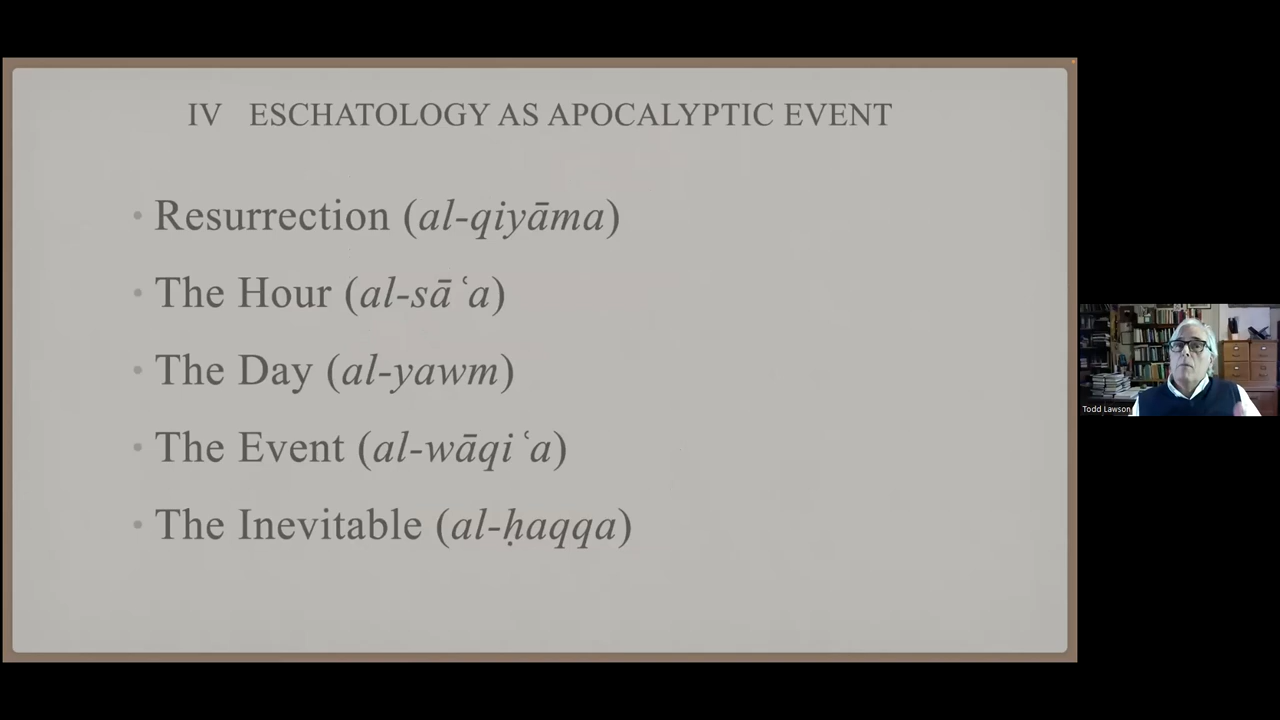 IV ESCHATOLOGY AS APOCALYPTIC EVENT
• Resurrection (al-qiyāma)
• The Hour (al-sāʿa)
• The Day (al-yawm)
• The Event (al-wāqiʿa)
• The Inevitable (al-ḥaqqa)
Todd Lawson